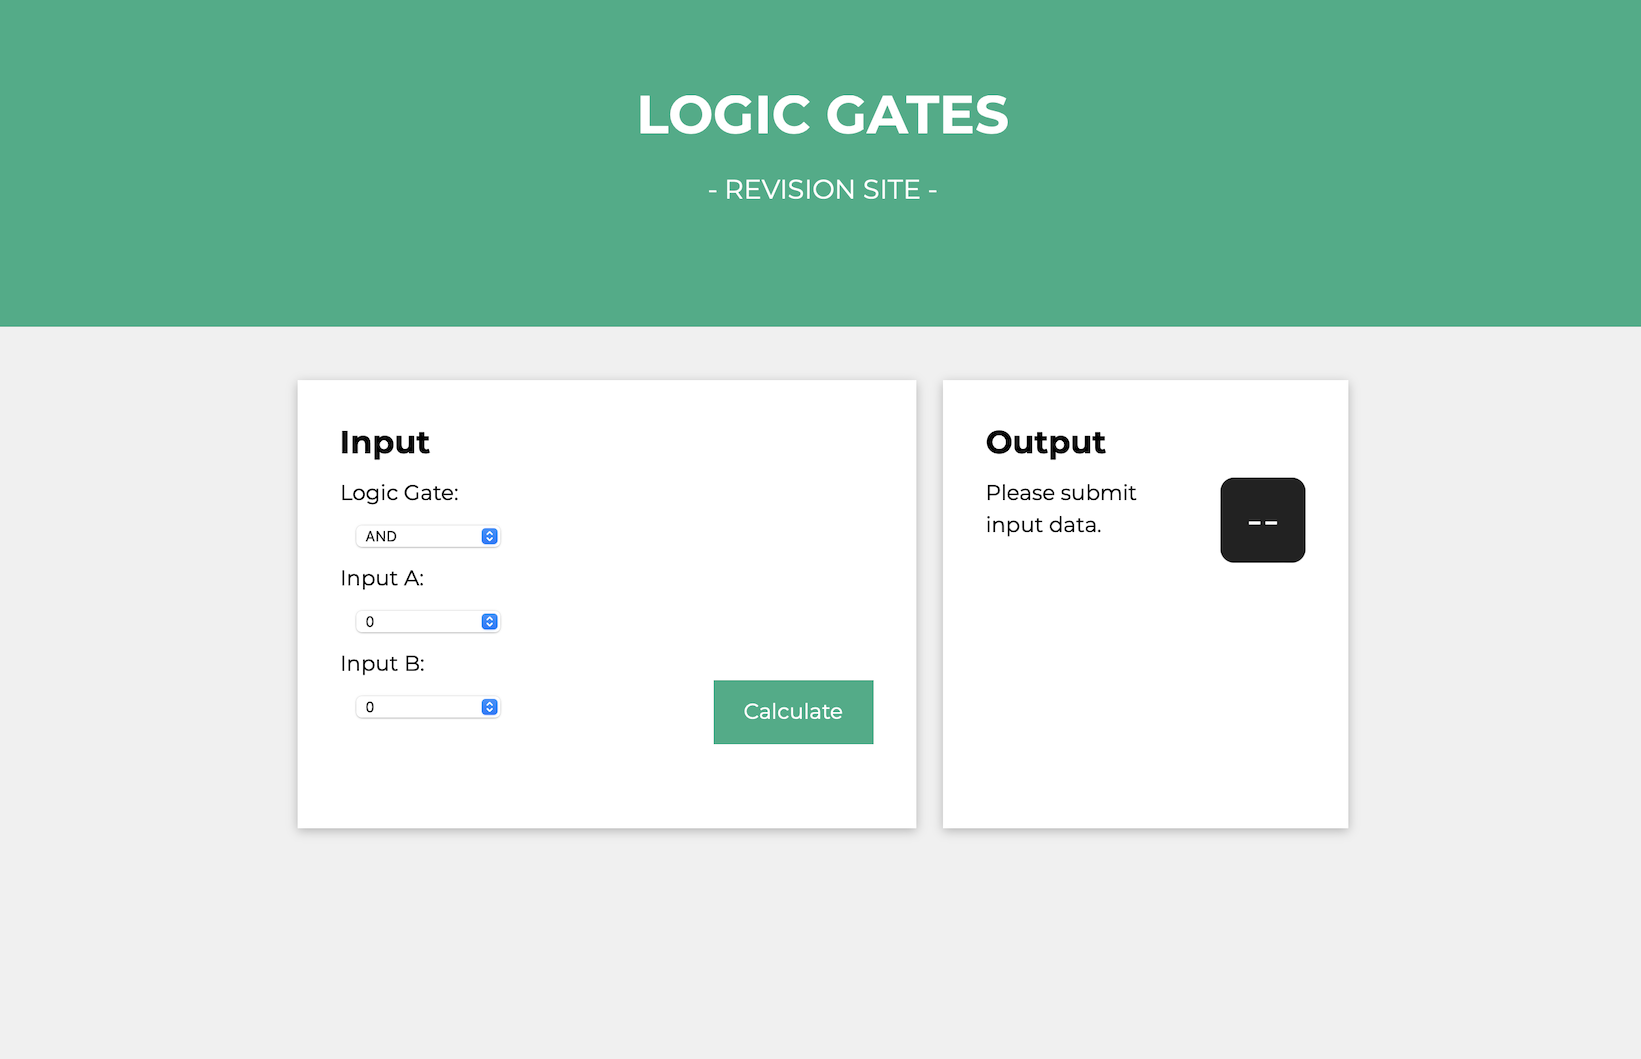 LOGIC GATES
- REVISION SITE -
Input
Logic Gate:
AND
Input A:
0
Input B:
0
Calculate
Output
Please submit
input data.
--